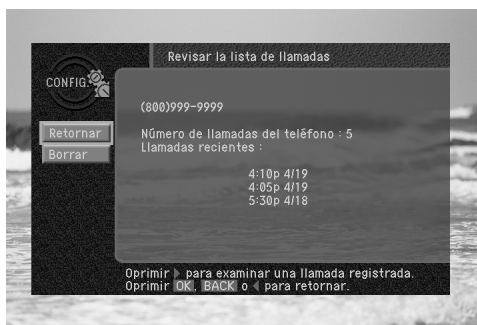 Revisar la lista de llamadas
CONFIG.
(800)999-9999
Retornar
Número de llamadas del teléfono : 5
Borrar
Llamadas recientes :
4:10p 4/19
4:05p 4/19
5:30p 4/18
Oprimir ▶ para examinar una llamada registrada.
Oprimir OK, BACK o ◀ para retornar.